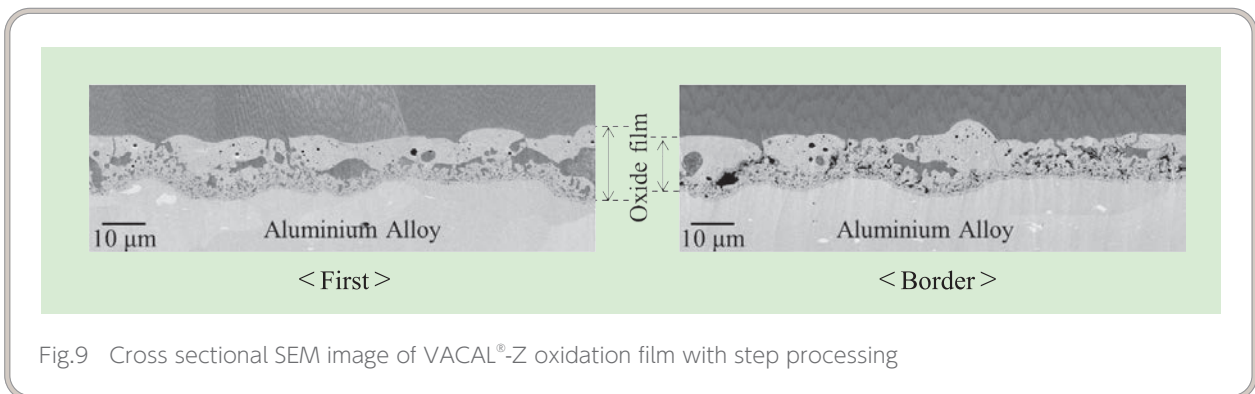 Oxide film
Aluminium Alloy
10 μm
Aluminium Alloy
10 μm
< First >
< Border >
Fig.9 Cross sectional SEM image of VACAL®-Z oxidation film with step processing